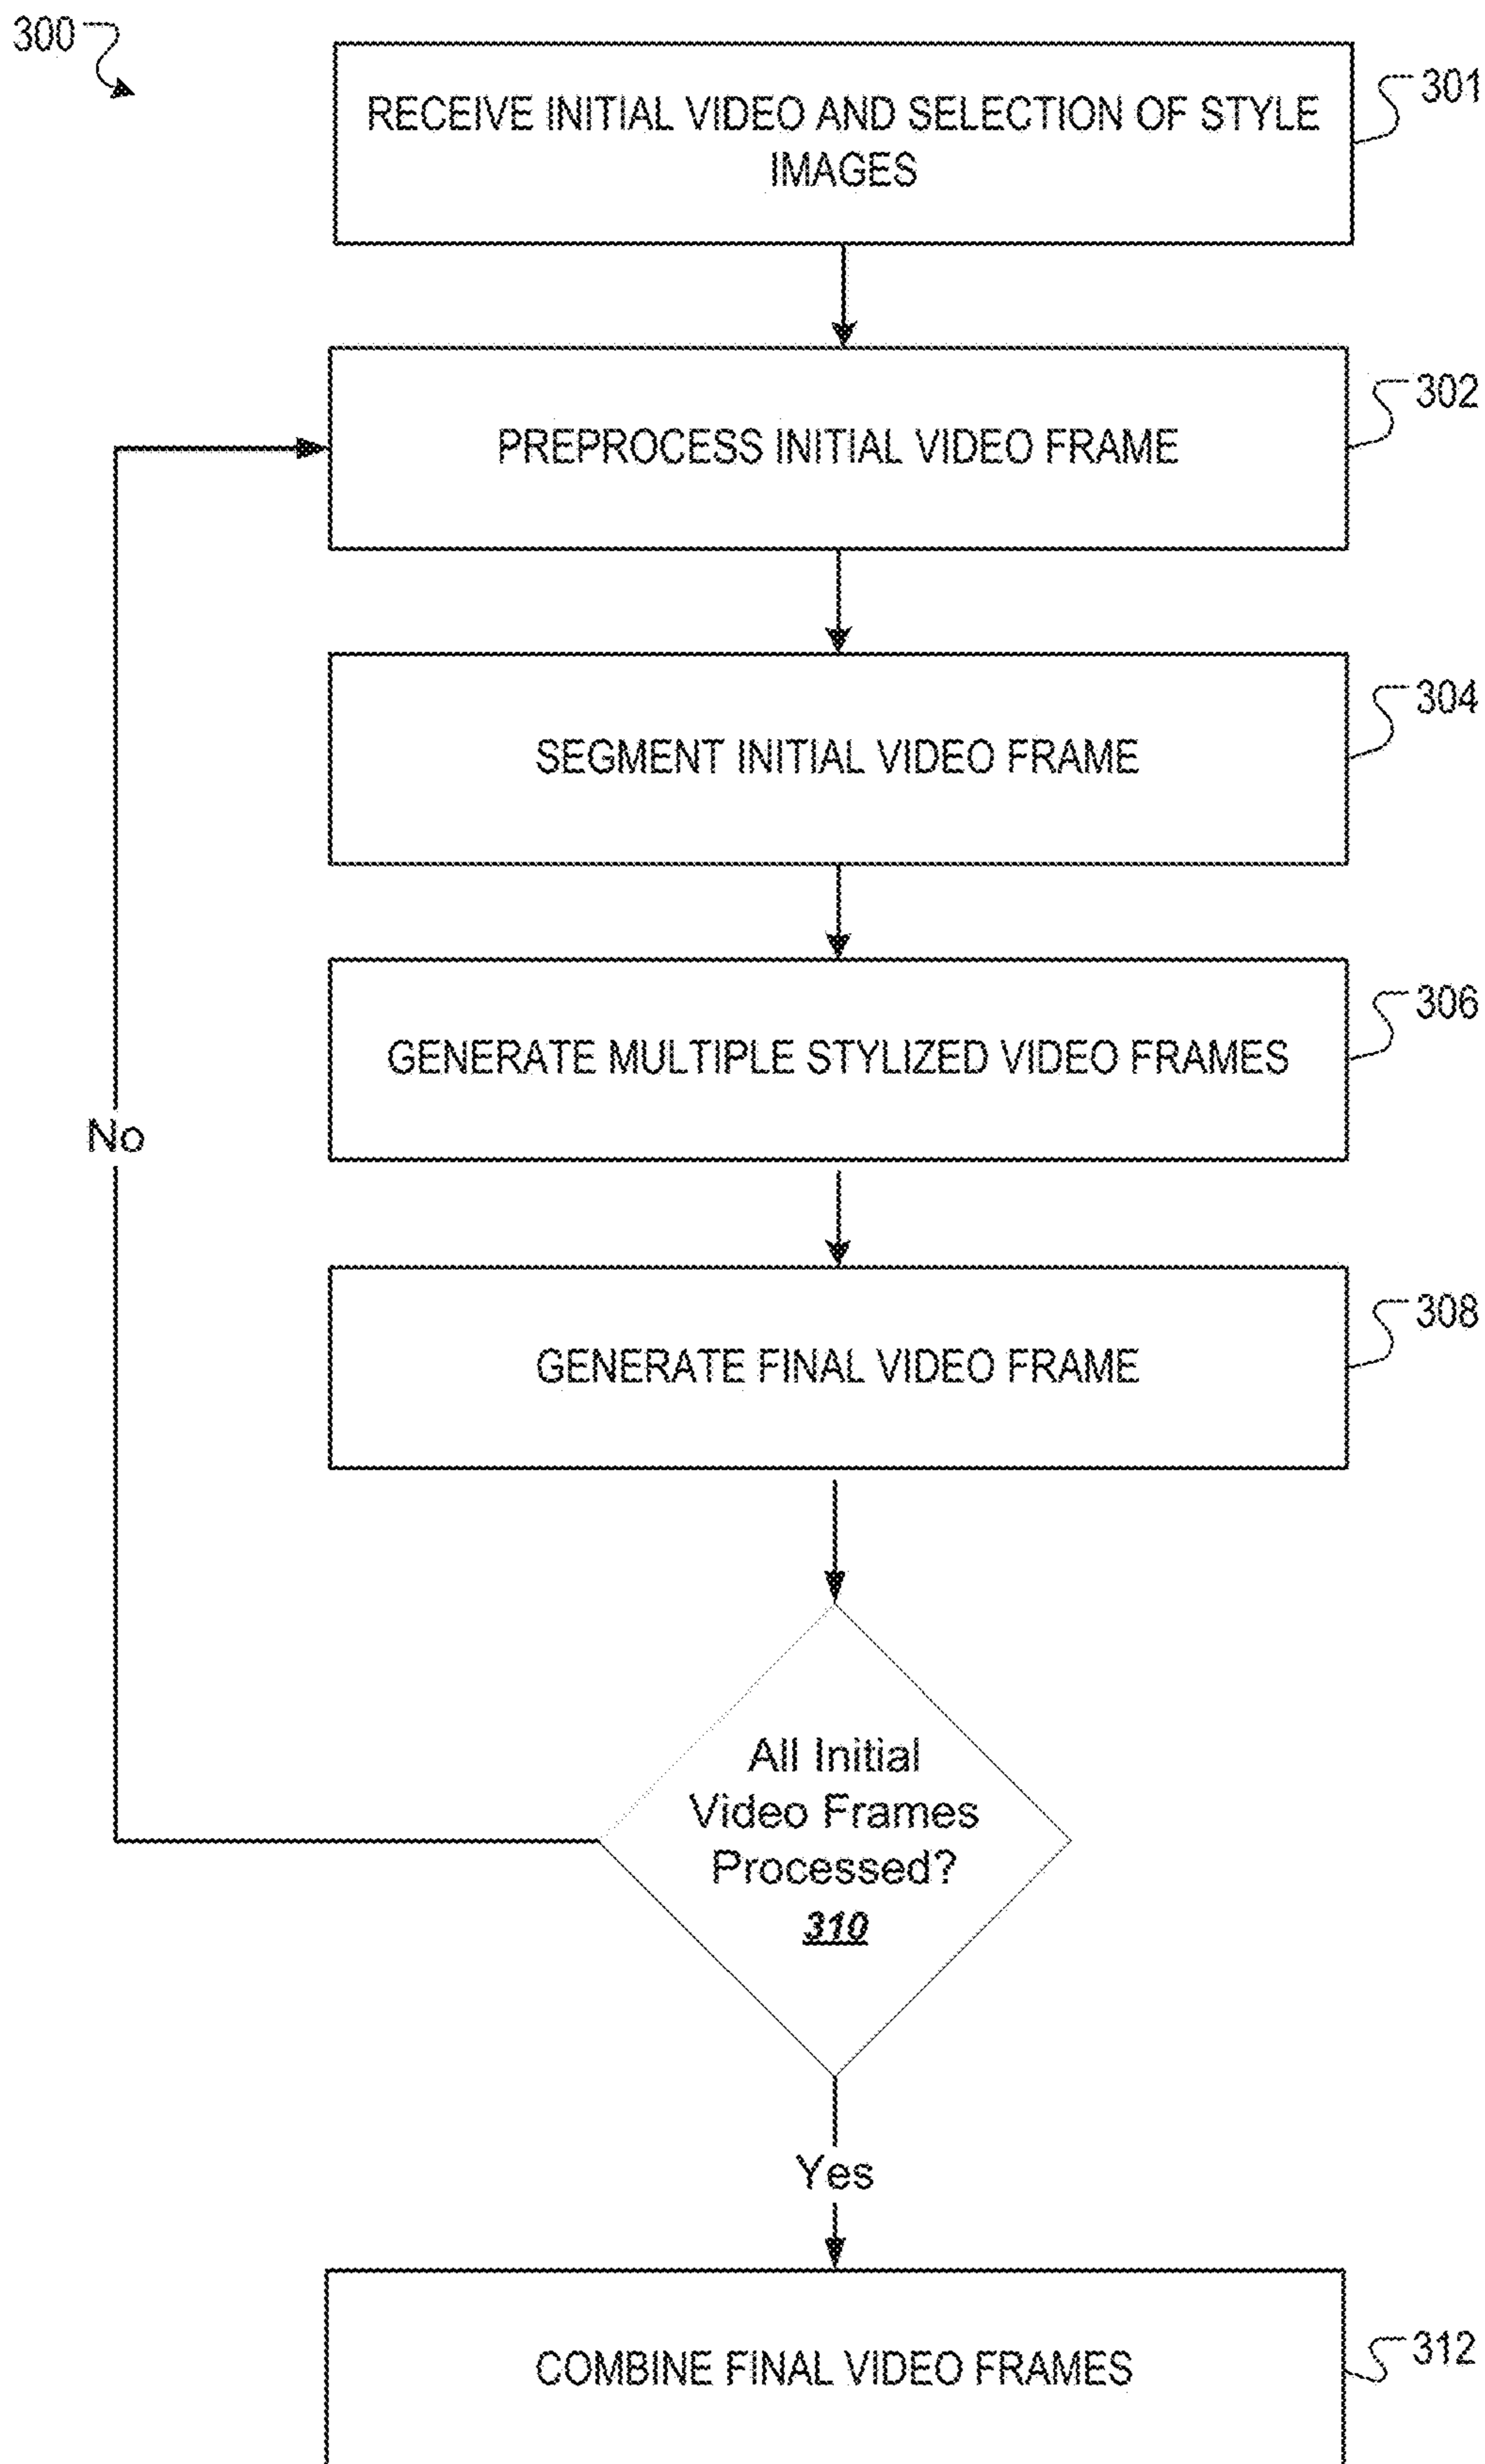 300
RECEIVE INITIAL VIDEO AND SELECTION OF STYLE
IMAGES
301
PREPROCESS INITIAL VIDEO FRAME
302
SEGMENT INITIAL VIDEO FRAME
304
GENERATE MULTIPLE STYLIZED VIDEO FRAMES
306
No
GENERATE FINAL VIDEO FRAME
308
All Initial
Video Frames
Processed?
310
Yes
COMBINE FINAL VIDEO FRAMES
312